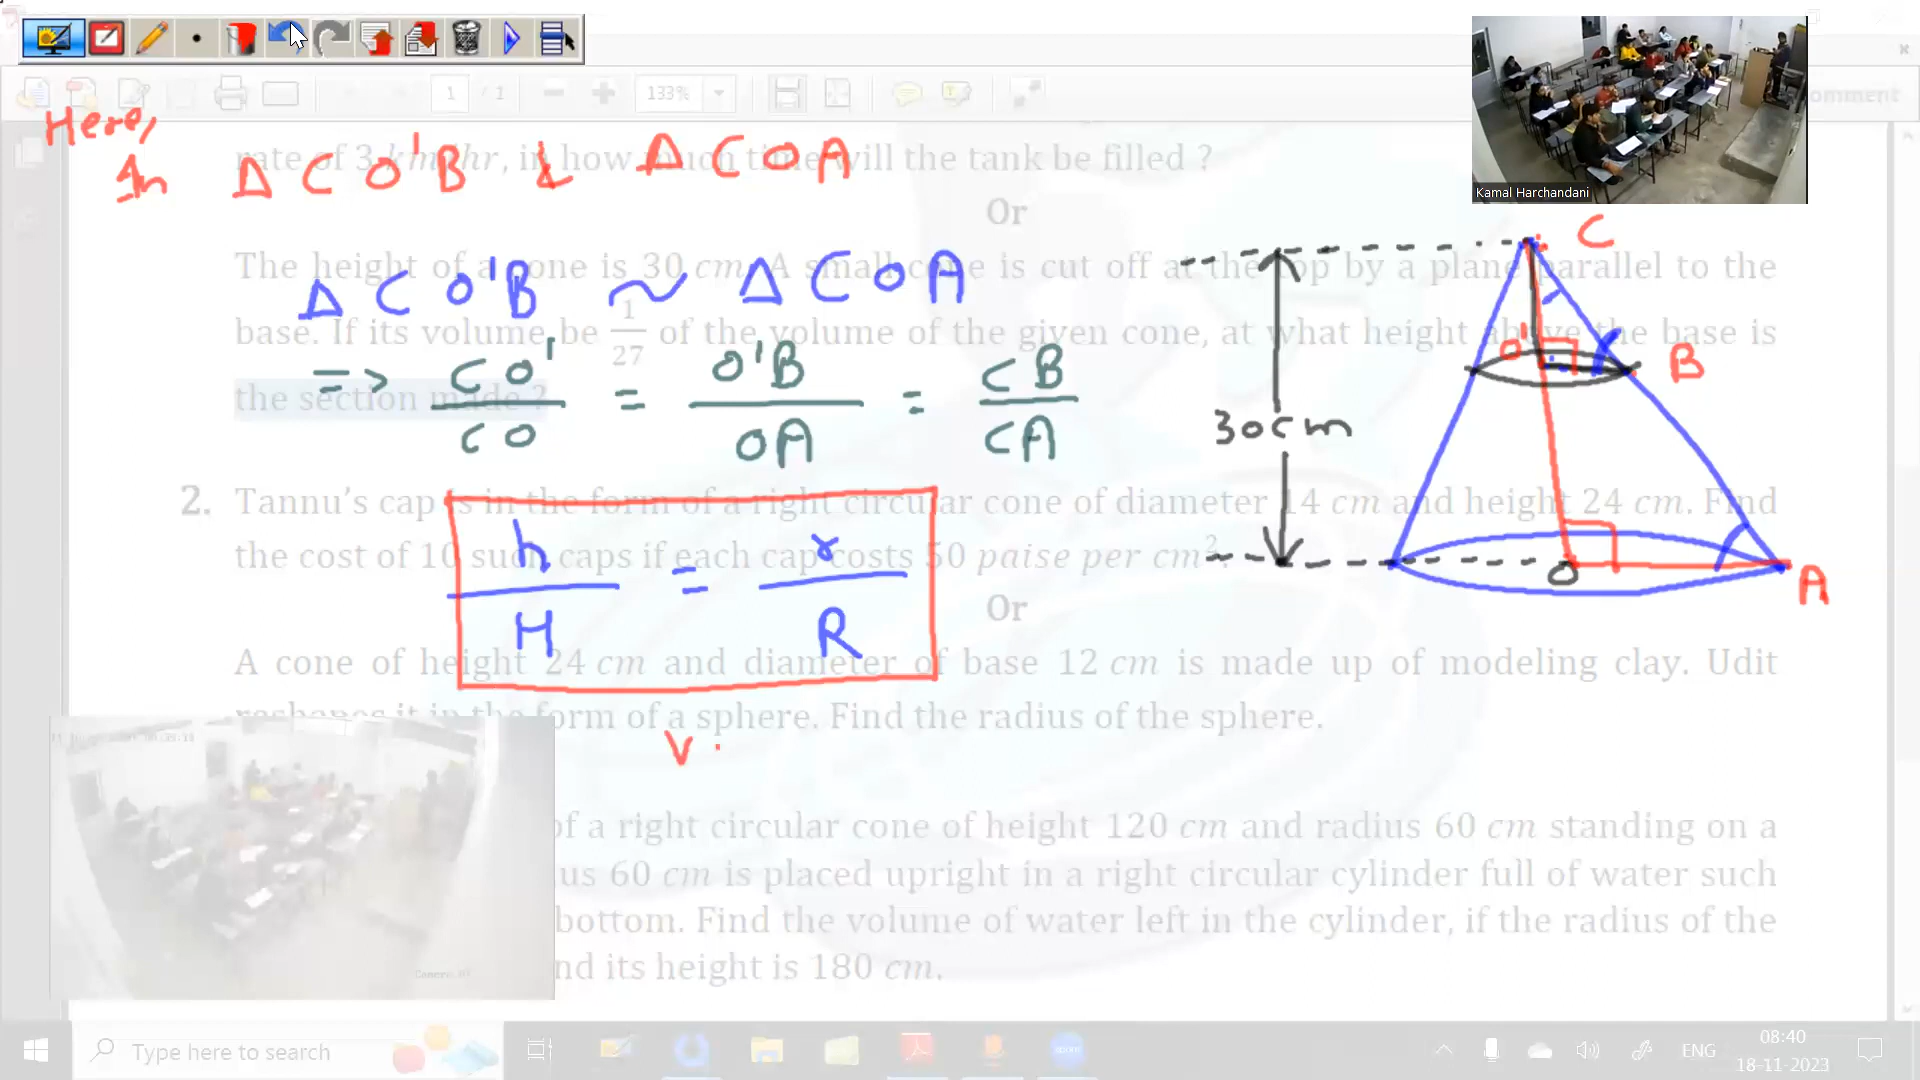 1 / 1
133%
Comment
Kamal Harchandani
Here,
In Δ CO'B & Δ COA
rate of 3 km/hr, in how much time will the tank be filled ?
Or
The height of a cone is 30 cm. A small cone is cut off at the top by a plane parallel to the
Δ CO'B ~ Δ COA
base. If its volume be 1/27 of the volume of the given cone, at what height above the base is
the section made ?
=> CO'/CO = O'B/OA = CB/CA
C
O'
B
30cm
O
A
2. Tannu's cap is in the form of a right circular cone of diameter 14 cm and height 24 cm. Find
the cost of 10 such caps if each cap costs 50 paise per cm².
h/H = r/R
Or
A cone of height 24 cm and diameter of base 12 cm is made up of modeling clay. Udit
reshapes it in the form of a sphere. Find the radius of the sphere.
V
of a right circular cone of height 120 cm and radius 60 cm standing on a
us 60 cm is placed upright in a right circular cylinder full of water such
bottom. Find the volume of water left in the cylinder, if the radius of the
nd its height is 180 cm.
Type here to search
zoom
ENG
08:40
18-11-2023